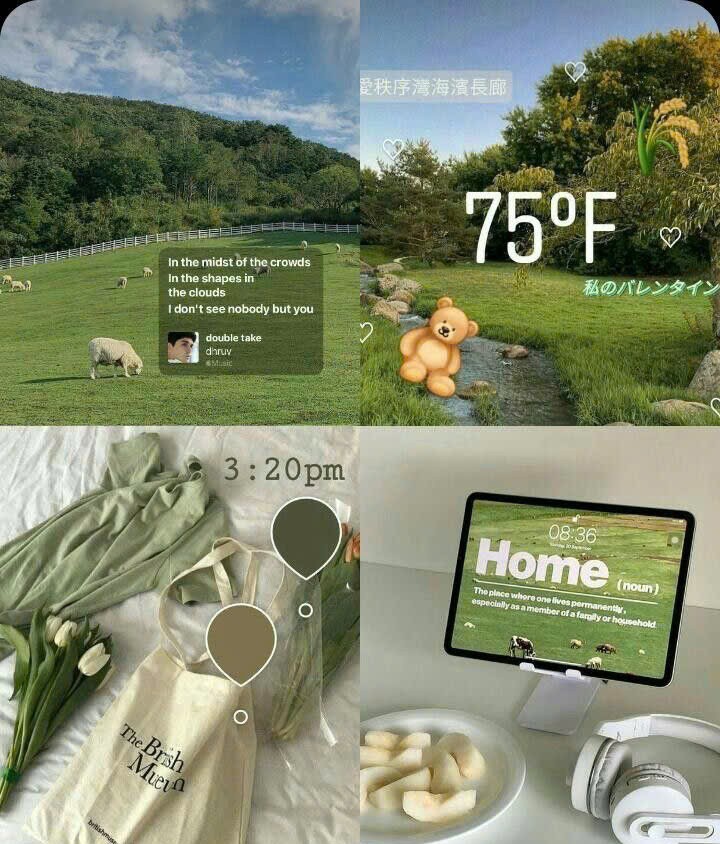 In the midst of the crowds
In the shapes in
the clouds
I don't see nobody but you
double take
dhruv
Music
愛秩序灣海濱長廊
75°F
私のバレンタイン
3:20pm
The British
Museum
08:36
Home (noun)
The place where one lives permanently,
especially as a member of a family or household